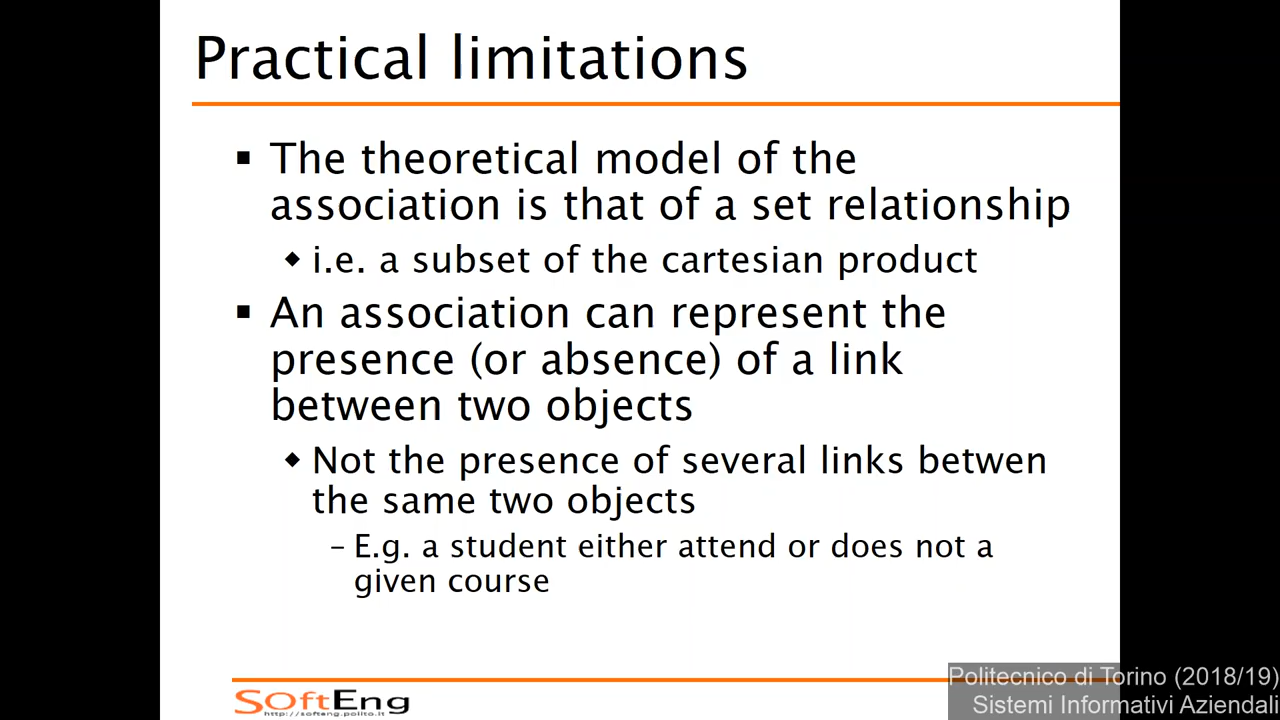 Practical limitations
▪ The theoretical model of the
association is that of a set relationship
◆ i.e. a subset of the cartesian product
▪ An association can represent the
presence (or absence) of a link
between two objects
◆ Not the presence of several links betwen
the same two objects
– E.g. a student either attend or does not a
given course
SoftEng
http://softeng.polito.it
Politecnico di Torino (2018/19)
Sistemi Informativi Aziendali